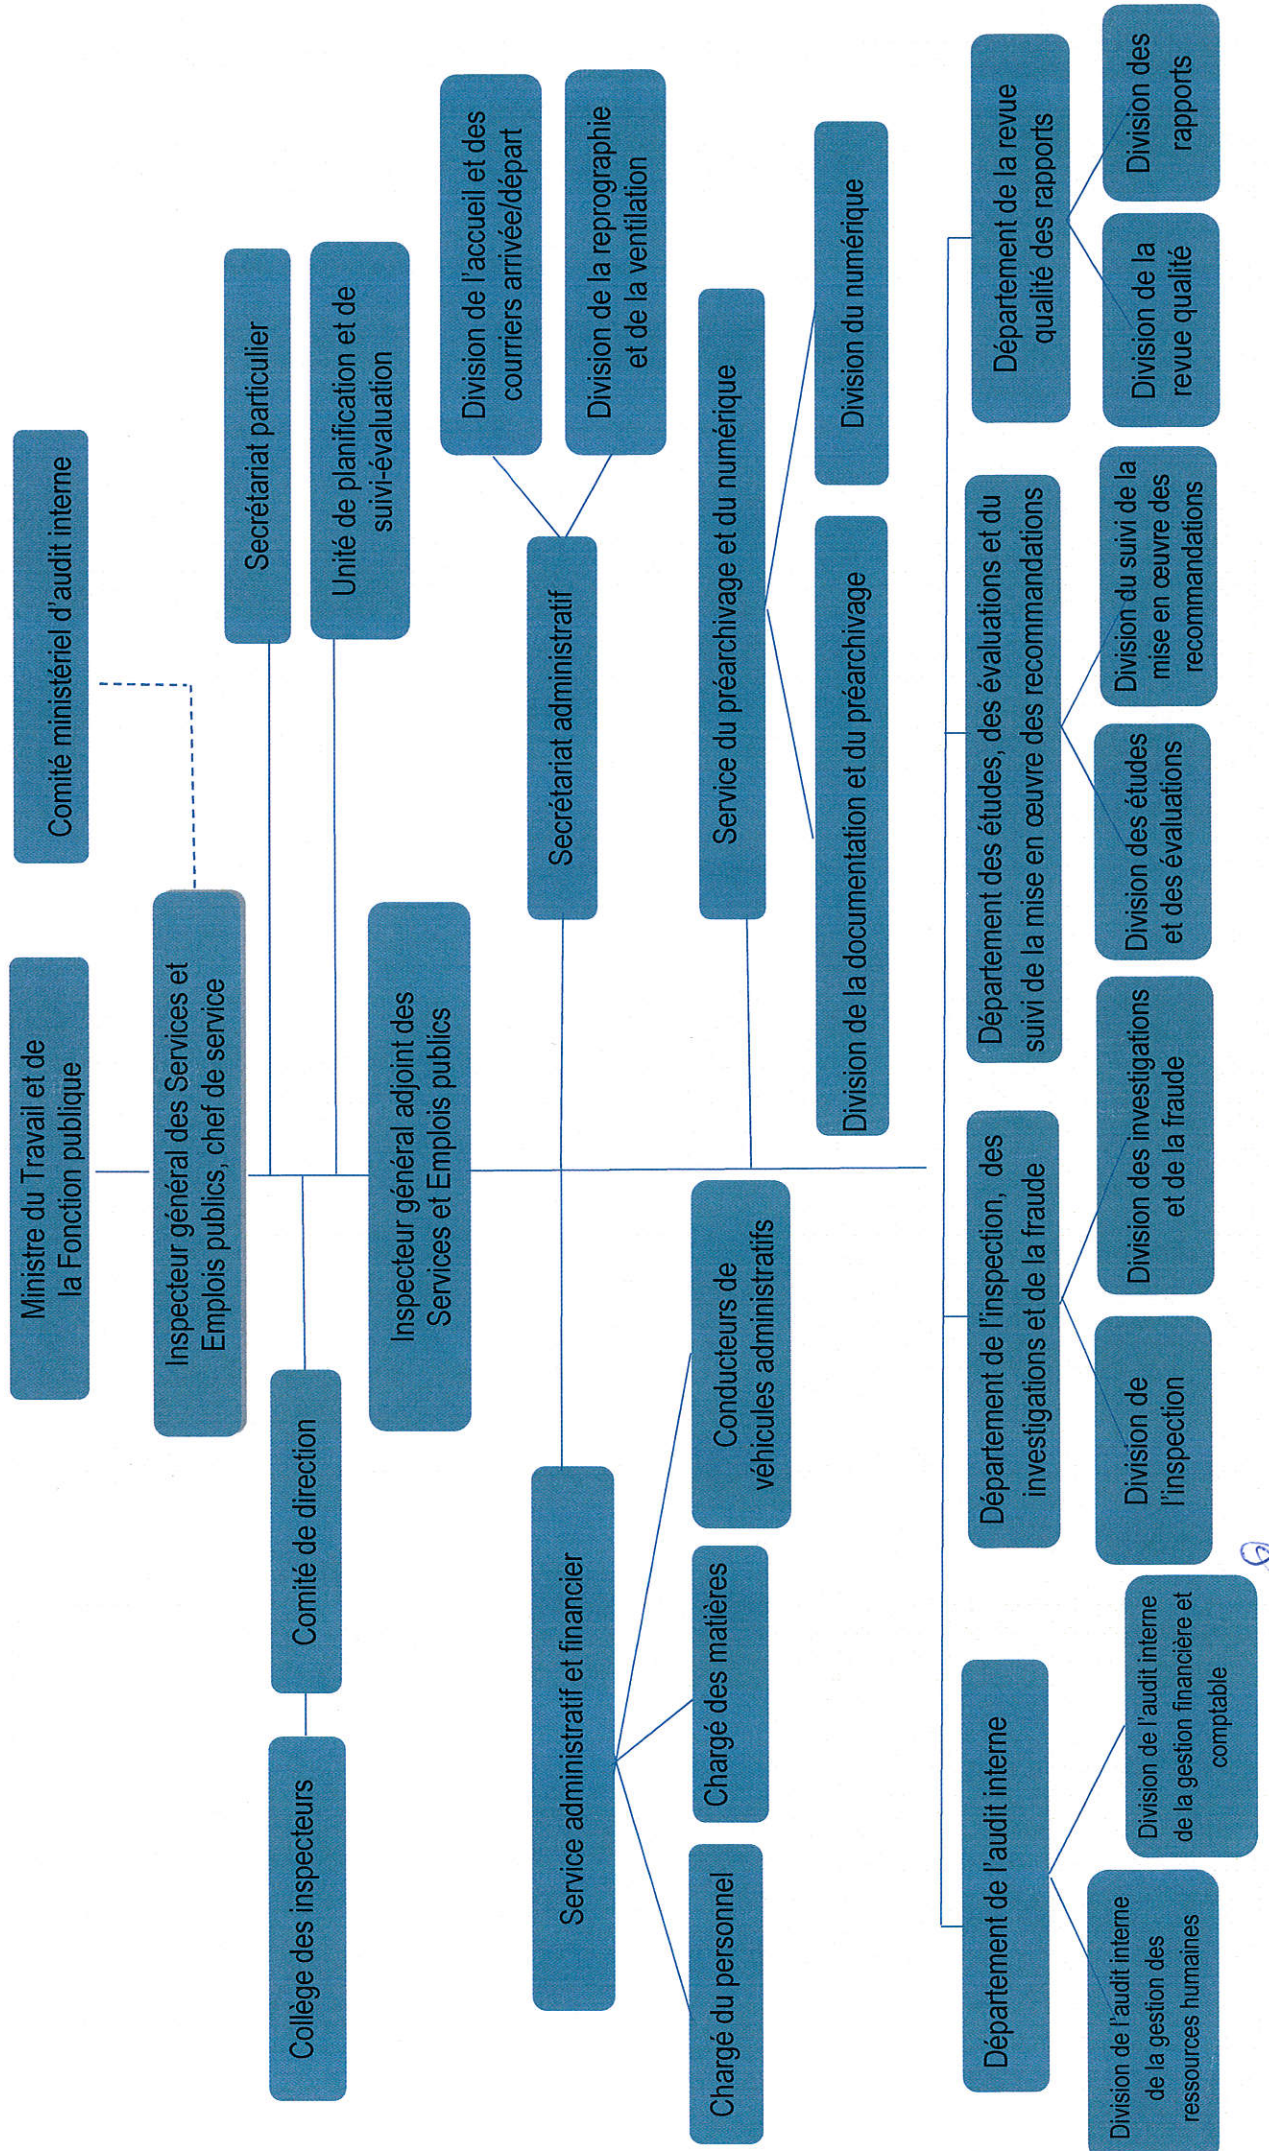 Ministre du Travail et de
la Fonction publique
Comité ministériel d'audit interne
Inspecteur général des Services et
Emplois publics, chef de service
Secrétariat particulier
Collège des inspecteurs
Comité de direction
Unité de planification et de
suivi-évaluation
Inspecteur général adjoint des
Services et Emplois publics
Service administratif et financier
Secrétariat administratif
Division de l'accueil et des
courriers arrivée/départ
Division de la reprographie
et de la ventilation
Chargé du personnel
Chargé des matières
Conducteurs de
véhicules administratifs
Service du préarchivage et du numérique
Division de la documentation et du préarchivage
Division du numérique
Département de l'audit interne
Département de l'inspection, des
investigations et de la fraude
Département des études, des évaluations et du
suivi de la mise en œuvre des recommandations
Département de la revue
qualité des rapports
Division de l'audit interne
de la gestion des
ressources humaines
Division de l'audit interne
de la gestion financière et
comptable
Division de
l'inspection
Division des investigations
et de la fraude
Division des études
et des évaluations
Division du suivi de la
mise en œuvre des
recommandations
Division de la
revue qualité
Division des
rapports